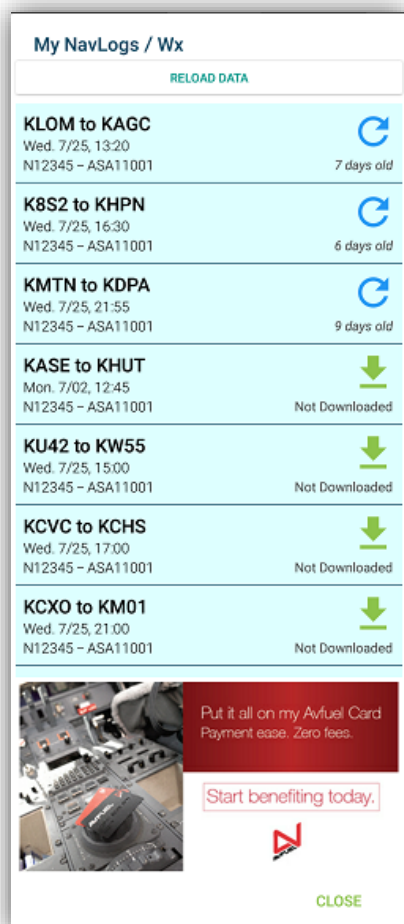 My NavLogs / Wx
RELOAD DATA
KLOM to KAGC
Wed. 7/25, 13:20
N12345 – ASA11001
7 days old
K8S2 to KHPN
Wed. 7/25, 16:30
N12345 – ASA11001
6 days old
KMTN to KDPA
Wed. 7/25, 21:55
N12345 – ASA11001
9 days old
KASE to KHUT
Mon. 7/02, 12:45
N12345 – ASA11001
Not Downloaded
KU42 to KW55
Wed. 7/25, 15:00
N12345 – ASA11001
Not Downloaded
KCVC to KCHS
Wed. 7/25, 17:00
N12345 – ASA11001
Not Downloaded
KCXO to KM01
Wed. 7/25, 21:00
N12345 – ASA11001
Not Downloaded
Put it all on my Avfuel Card
Payment ease. Zero fees.
Start benefiting today.
AVFUEL
AVFUEL
CLOSE